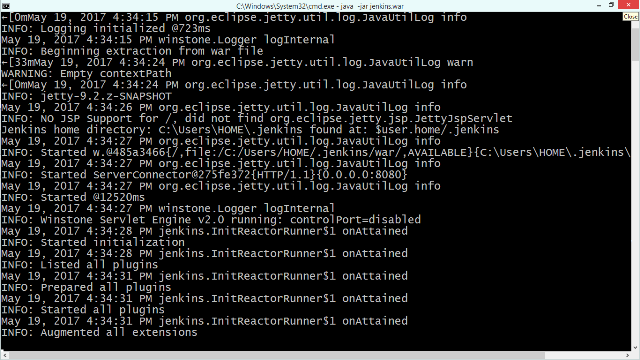 C:\Windows\System32\cmd.exe - java -jar jenkins.war
Close
←[0mMay 19, 2017 4:34:15 PM org.eclipse.jetty.util.log.JavaUtilLog info
INFO: Logging initialized @723ms
May 19, 2017 4:34:15 PM winstone.Logger logInternal
INFO: Beginning extraction from war file
←[33mMay 19, 2017 4:34:24 PM org.eclipse.jetty.util.log.JavaUtilLog warn
WARNING: Empty contextPath
←[0mMay 19, 2017 4:34:24 PM org.eclipse.jetty.util.log.JavaUtilLog info
INFO: jetty-9.2.z-SNAPSHOT
May 19, 2017 4:34:26 PM org.eclipse.jetty.util.log.JavaUtilLog info
INFO: NO JSP Support for /, did not find org.eclipse.jetty.jsp.JettyJspServlet
Jenkins home directory: C:\Users\HOME\.jenkins found at: $user.home/.jenkins
May 19, 2017 4:34:27 PM org.eclipse.jetty.util.log.JavaUtilLog info
INFO: Started w.@485a3466{/,file:/C:/Users/HOME/.jenkins/war/,AVAILABLE}{C:\Users\HOME\.jenkins\
May 19, 2017 4:34:27 PM org.eclipse.jetty.util.log.JavaUtilLog info
INFO: Started ServerConnector@275fe372{HTTP/1.1}{0.0.0.0:8080}
May 19, 2017 4:34:27 PM org.eclipse.jetty.util.log.JavaUtilLog info
INFO: Started @12520ms
May 19, 2017 4:34:27 PM winstone.Logger logInternal
INFO: Winstone Servlet Engine v2.0 running: controlPort=disabled
May 19, 2017 4:34:28 PM jenkins.InitReactorRunner$1 onAttained
INFO: Started initialization
May 19, 2017 4:34:28 PM jenkins.InitReactorRunner$1 onAttained
INFO: Listed all plugins
May 19, 2017 4:34:31 PM jenkins.InitReactorRunner$1 onAttained
INFO: Prepared all plugins
May 19, 2017 4:34:31 PM jenkins.InitReactorRunner$1 onAttained
INFO: Started all plugins
May 19, 2017 4:34:31 PM jenkins.InitReactorRunner$1 onAttained
INFO: Augmented all extensions